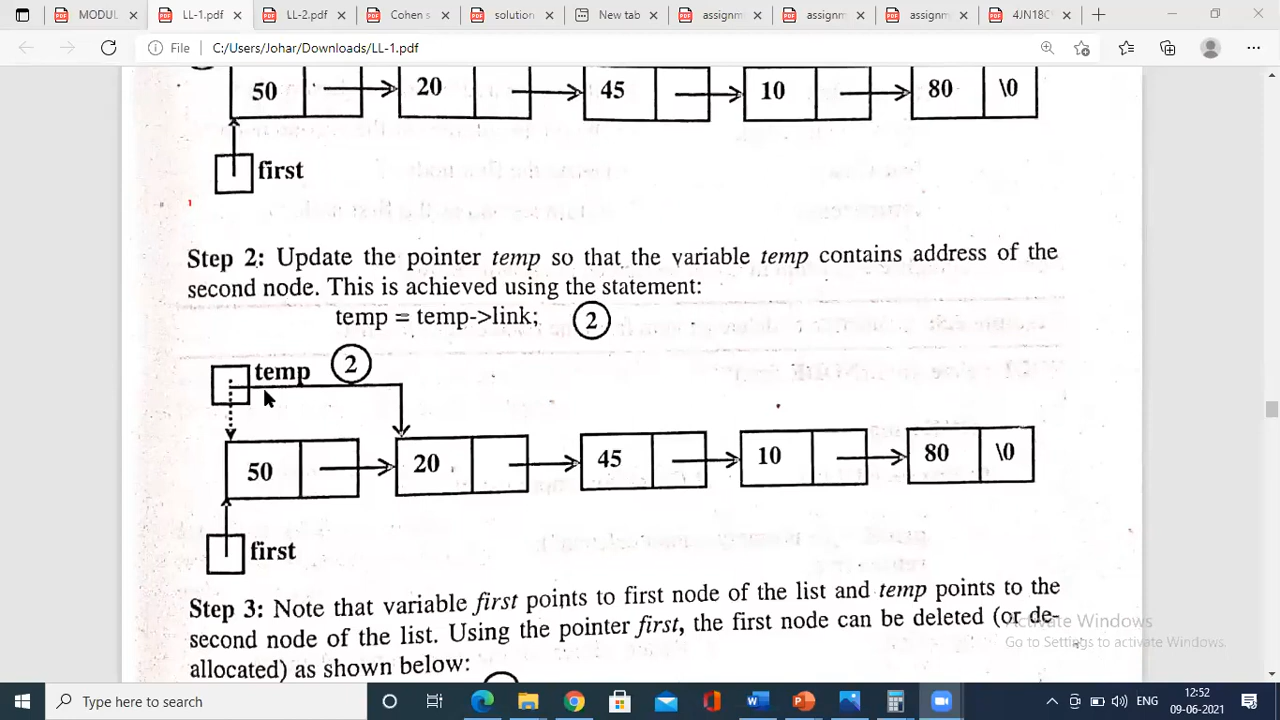 MODUL
LL-1.pdf
LL-2.pdf
Cohen s
solution
New tab
assignm
assignm
assignm
4JN18C
File
C:/Users/Johar/Downloads/LL-1.pdf
50 20 45 10 80 \0
first
Step 2: Update the pointer temp so that the variable temp contains address of the
second node. This is achieved using the statement:
temp = temp->link; 2
temp 2
50 20 45 10 80 \0
first
Step 3: Note that variable first points to first node of the list and temp points to the
second node of the list. Using the pointer first, the first node can be deleted (or de-
allocated) as shown below:
Activate Windows
Go to Settings to activate Windows.
Type here to search
ENG
12:52
09-06-2021